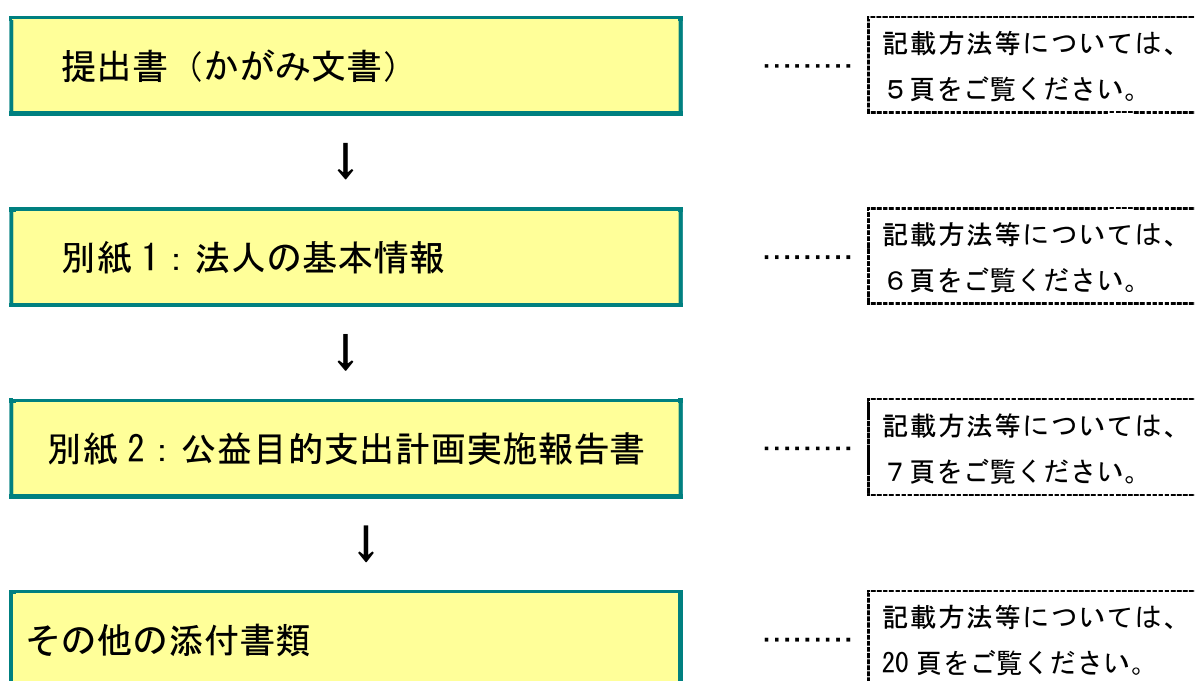 提出書（かがみ文書）
………
記載方法等については、
５頁をご覧ください。
↓
別紙１：法人の基本情報
………
記載方法等については、
６頁をご覧ください。
↓
別紙２：公益目的支出計画実施報告書
………
記載方法等については、
７頁をご覧ください。
↓
その他の添付書類
………
記載方法等については、
20 頁をご覧ください。